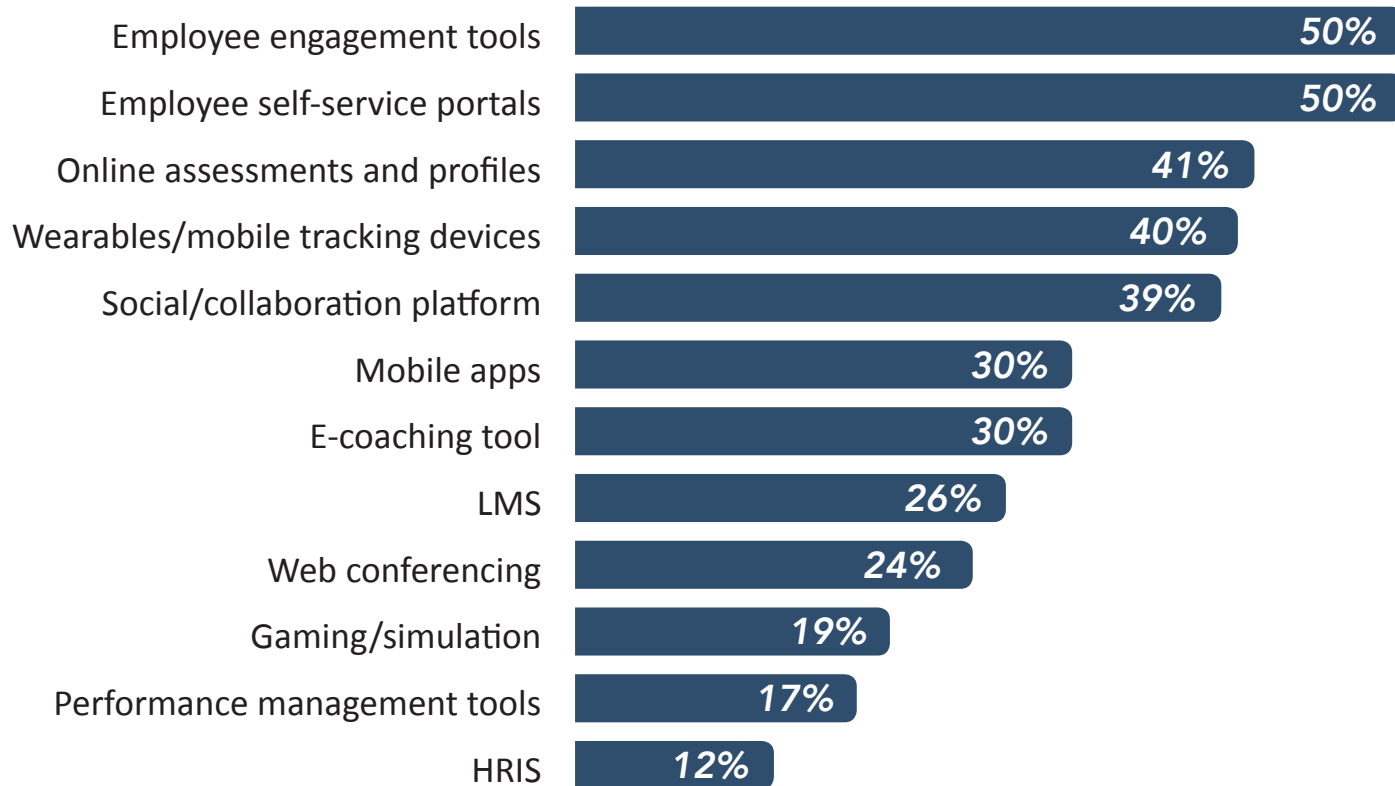 Employee engagement tools 50%
Employee self-service portals 50%
Online assessments and profiles 41%
Wearables/mobile tracking devices 40%
Social/collaboration platform 39%
Mobile apps 30%
E-coaching tool 30%
LMS 26%
Web conferencing 24%
Gaming/simulation 19%
Performance management tools 17%
HRIS 12%